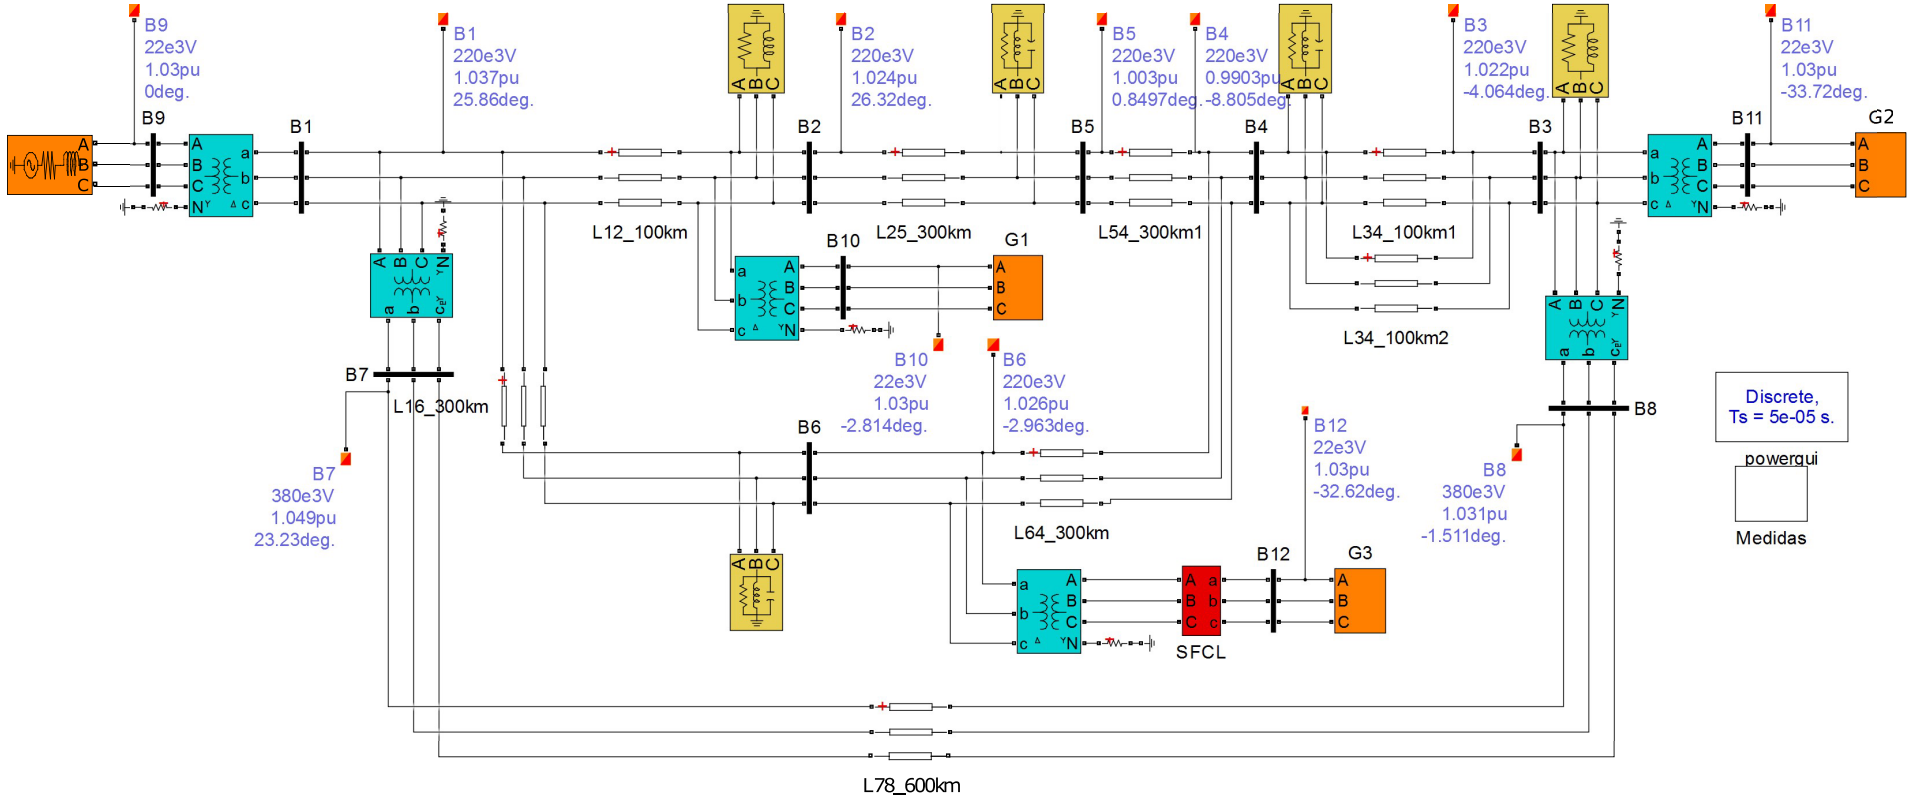 B9
22e3V
1.03pu
0deg.
B1
220e3V
1.037pu
25.86deg.
B2
220e3V
1.024pu
26.32deg.
B5
220e3V
1.003pu
0.8497deg.
B4
220e3V
0.9903pu
-8.805deg.
B3
220e3V
1.022pu
-4.064deg.
B11
22e3V
1.03pu
-33.72deg.
A B C
A B C
A B C
A B C
B9
B1
B2
B5
B4
B3
B11
G2
A
B
C
A
B
C
N
Y
Δ
a
b
c
a
b
c
Δ
Y
A
B
C
N
A
B
C
L12_100km
L25_300km
L54_300km1
L34_100km1
L34_100km2
A B C N
Y
a b c
B10
G1
a
b
c
Δ
Y
A
B
C
N
A
B
C
A B C N
Y
a b c
B7
L16_300km
B10
22e3V
1.03pu
-2.814deg.
B6
220e3V
1.026pu
-2.963deg.
B8
Discrete,
Ts = 5e-05 s.
powergui
Medidas
B6
B12
22e3V
1.03pu
-32.62deg.
B7
380e3V
1.049pu
23.23deg.
B8
380e3V
1.031pu
-1.511deg.
L64_300km
A B C
a
b
c
Δ
Y
A
B
C
N
A
B
C
a
b
c
SFCL
B12
G3
A
B
C
L78_600km